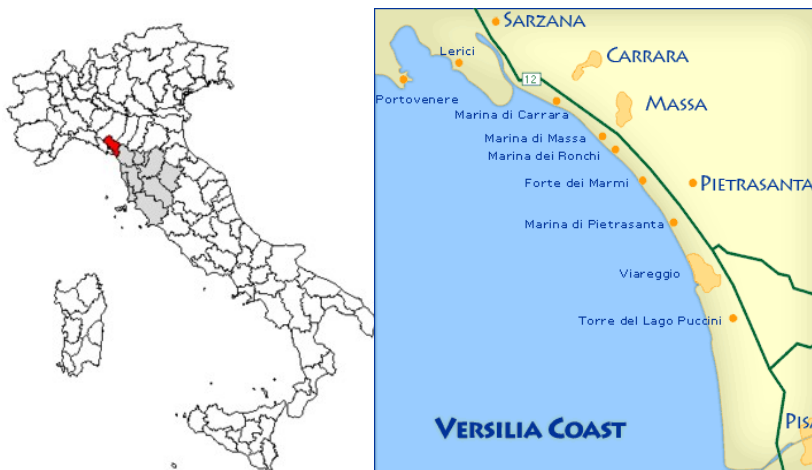 SARZANA
Lerici
CARRARA
12
Portovenere
MASSA
Marina di Carrara
Marina di Massa
Marina dei Ronchi
Forte dei Marmi
PIETRASANTA
Marina di Pietrasanta
Viareggio
Torre del Lago Puccini
PISA
VERSILIA COAST